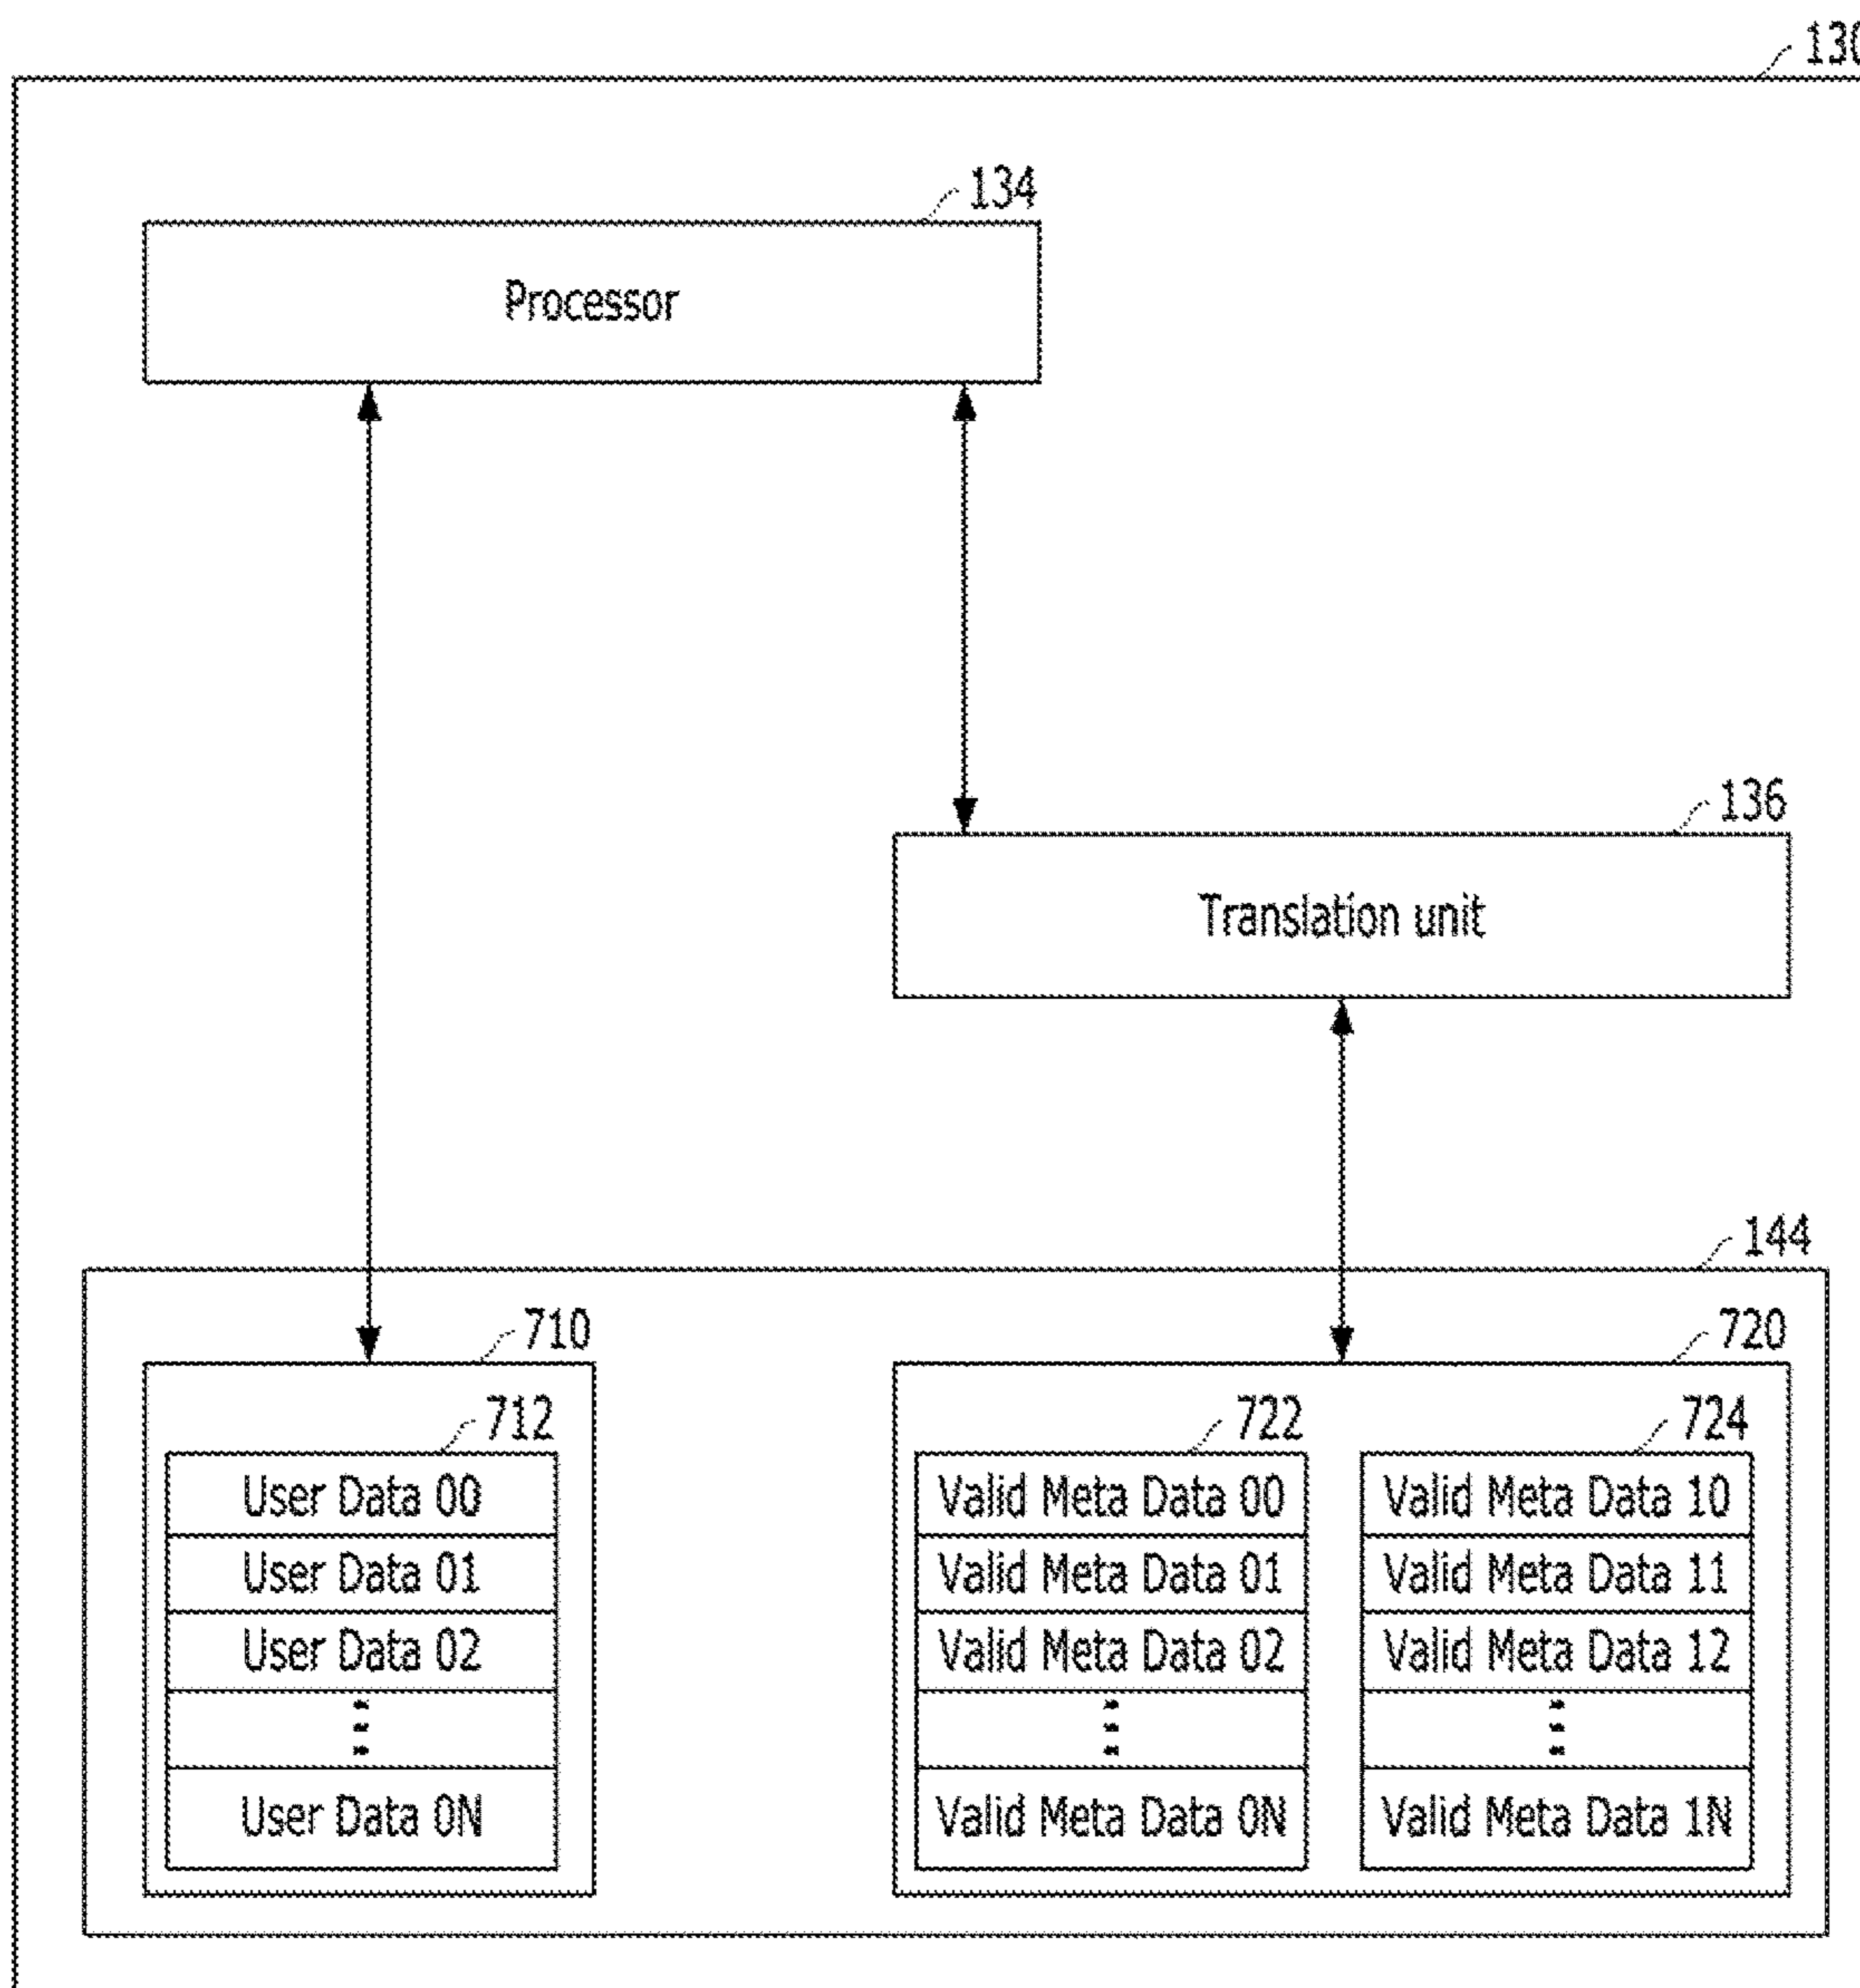 130
134
Processor
136
Translation unit
144
710
720
712
722
724
User Data 00
User Data 01
User Data 02
User Data 0N
Valid Meta Data 00
Valid Meta Data 01
Valid Meta Data 02
Valid Meta Data 0N
Valid Meta Data 10
Valid Meta Data 11
Valid Meta Data 12
Valid Meta Data 1N